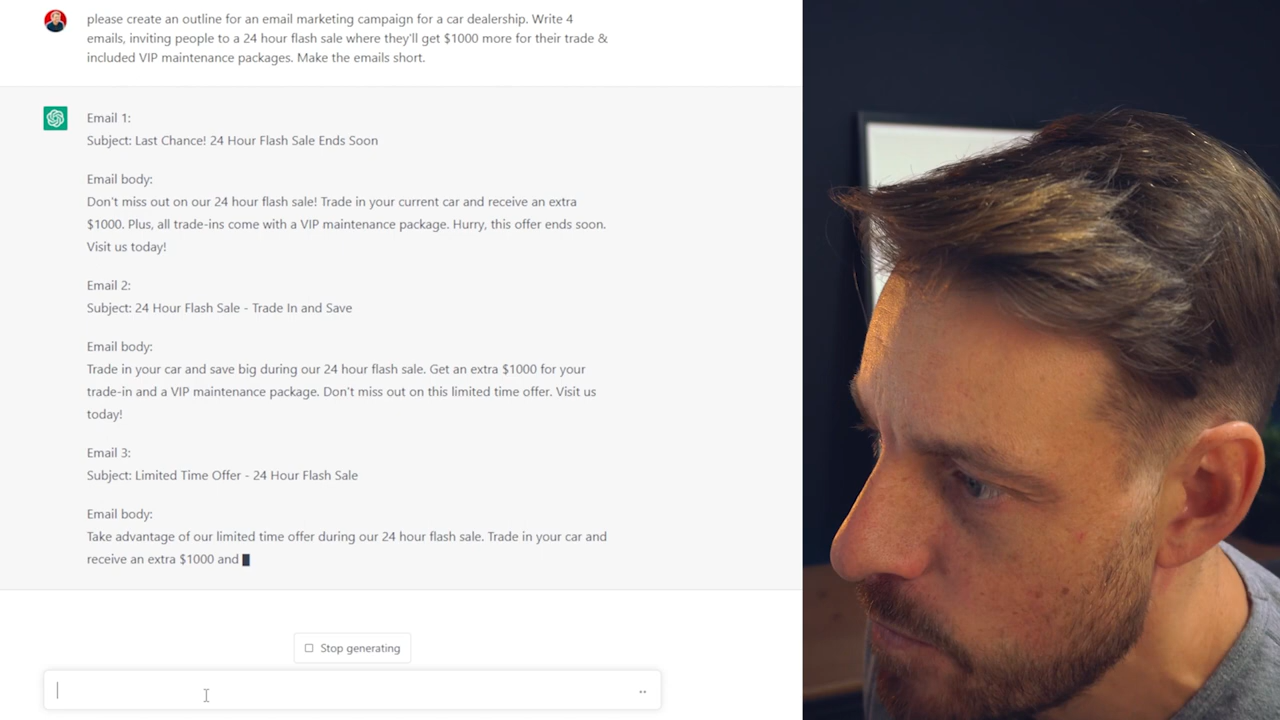 please create an outline for an email marketing campaign for a car dealership. Write 4
emails, inviting people to a 24 hour flash sale where they'll get $1000 more for their trade &
included VIP maintenance packages. Make the emails short.
Email 1:
Subject: Last Chance! 24 Hour Flash Sale Ends Soon
Email body:
Don't miss out on our 24 hour flash sale! Trade in your current car and receive an extra
$1000. Plus, all trade-ins come with a VIP maintenance package. Hurry, this offer ends soon.
Visit us today!
Email 2:
Subject: 24 Hour Flash Sale - Trade In and Save
Email body:
Trade in your car and save big during our 24 hour flash sale. Get an extra $1000 for your
trade-in and a VIP maintenance package. Don't miss out on this limited time offer. Visit us
today!
Email 3:
Subject: Limited Time Offer - 24 Hour Flash Sale
Email body:
Take advantage of our limited time offer during our 24 hour flash sale. Trade in your car and
receive an extra $1000 and
Stop generating